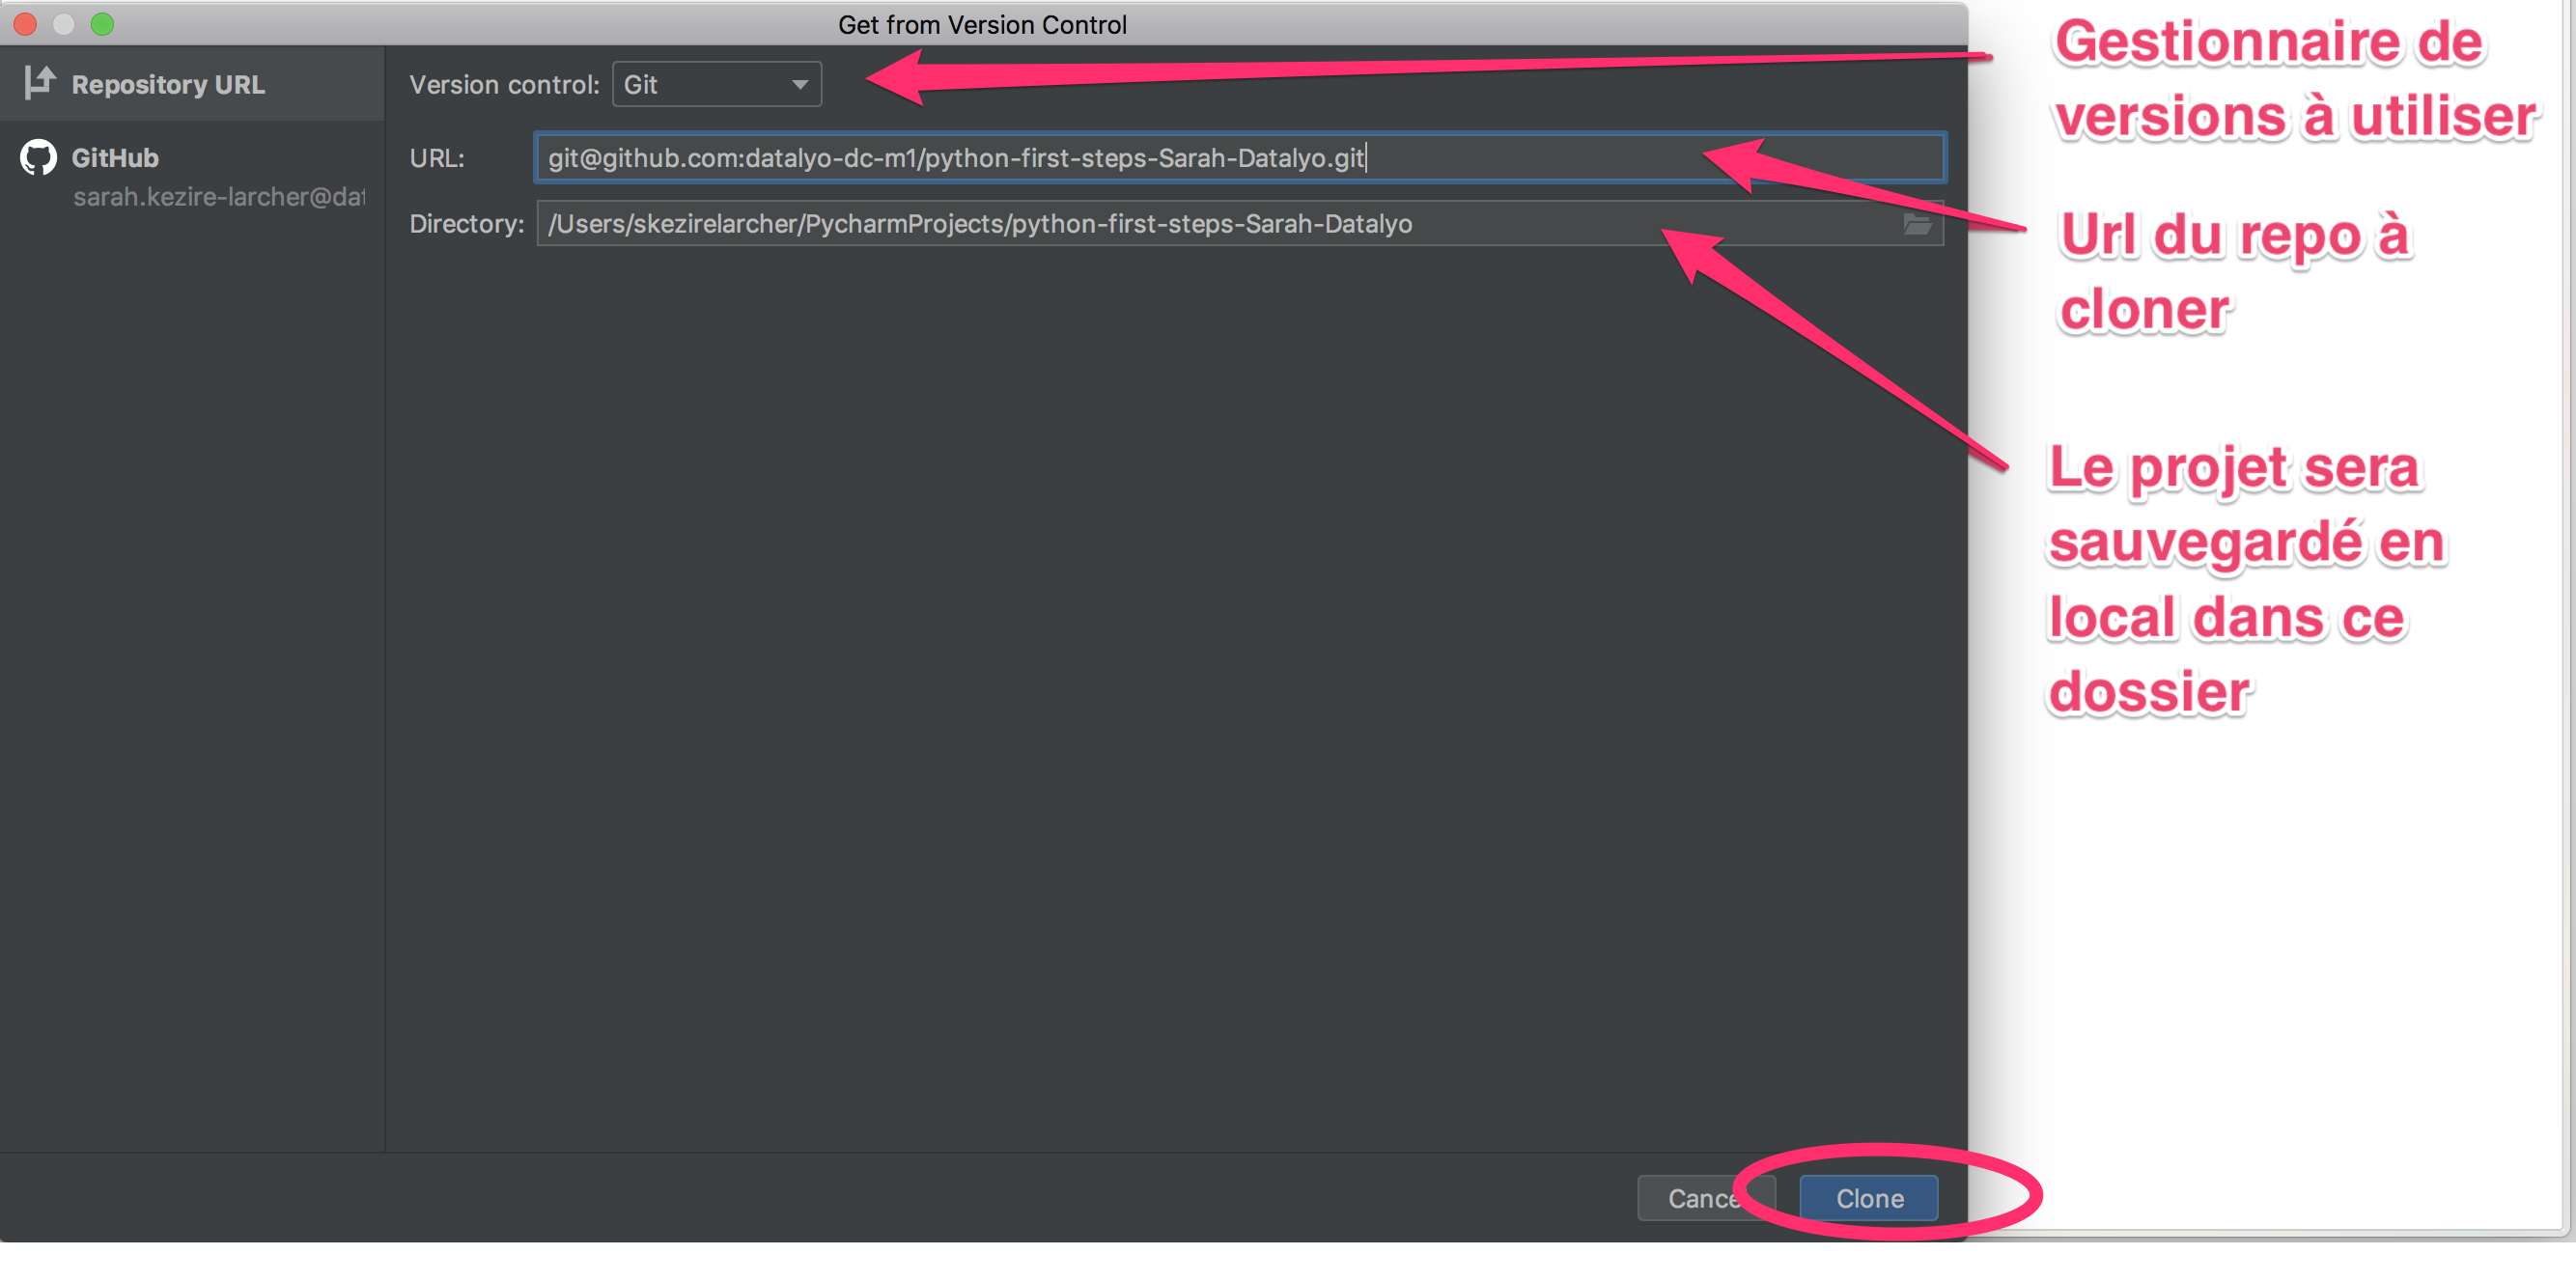 Get from Version Control
Repository URL
GitHub
sarah.kezire-larcher@dat
Version control: Git
URL: git@github.com:datalyo-dc-m1/python-first-steps-Sarah-Datalyo.git
Directory: /Users/skezirelarcher/PycharmProjects/python-first-steps-Sarah-Datalyo
Gestionnaire de
versions à utiliser
Url du repo à
cloner
Le projet sera
sauvegardé en
local dans ce
dossier
Cancel
Clone